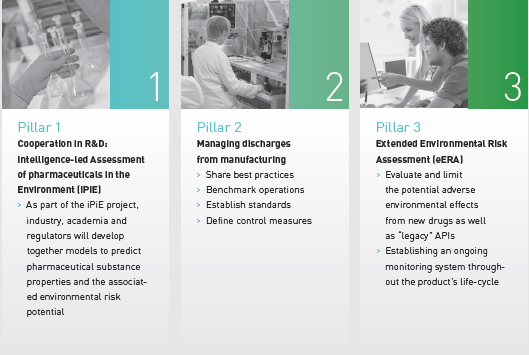 1
Pillar 1
Cooperation in R&D:
Intelligence-led Assessment
of pharmaceuticals in the
Environment (iPiE)
> As part of the iPiE project,
industry, academia and
regulators will develop
together models to predict
pharmaceutical substance
properties and the associat-
ed environmental risk
potential
2
Pillar 2
Managing discharges
from manufacturing
> Share best practices
> Benchmark operations
> Establish standards
> Define control measures
3
Pillar 3
Extended Environmental Risk
Assessment (eERA)
> Evaluate and limit
the potential adverse
environmental effects
from new drugs as well
as "legacy" APIs
> Establishing an ongoing
monitoring system through-
out the product's life-cycle